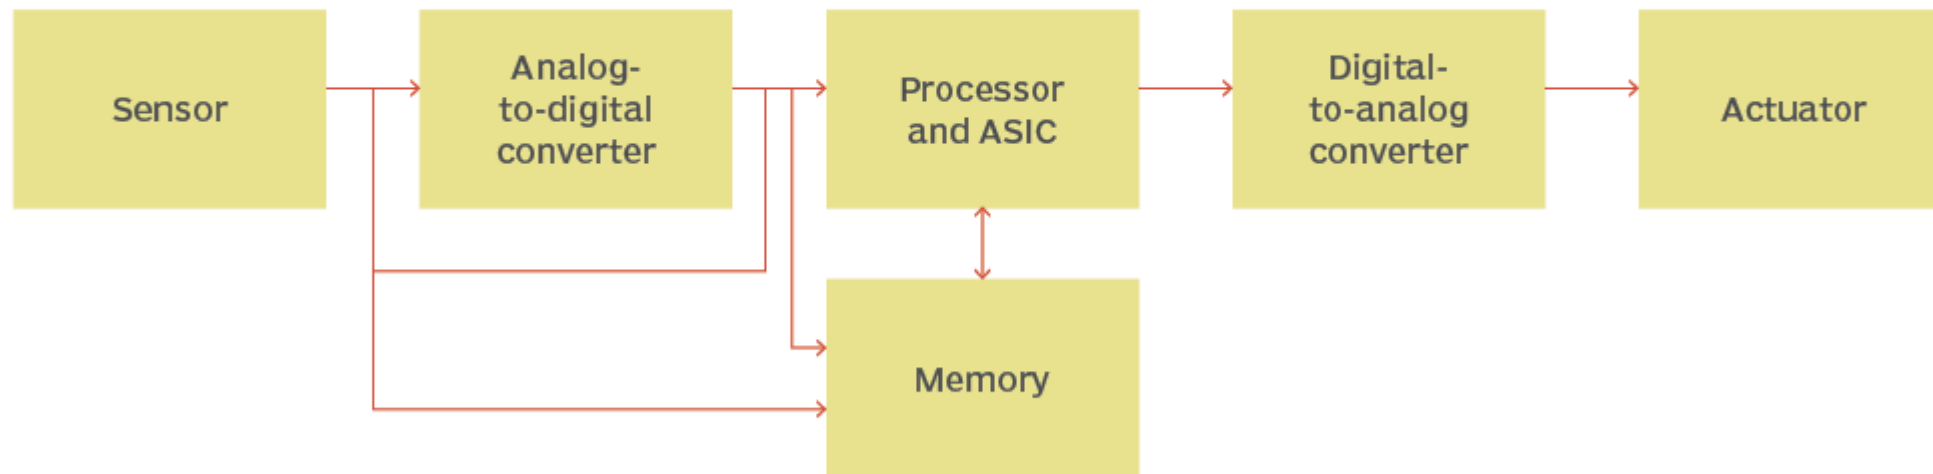 Sensor
Analog-
to-digital
converter
Processor
and ASIC
Digital-
to-analog
converter
Actuator
Memory